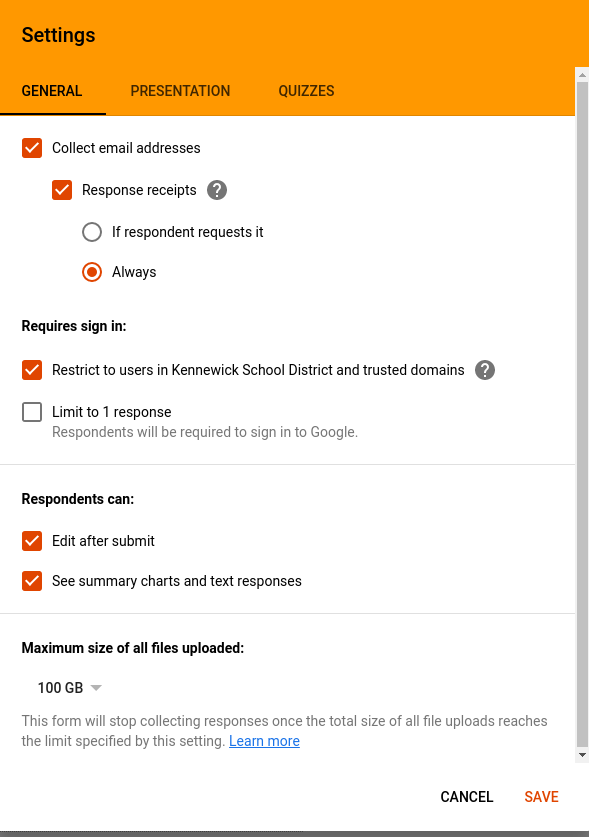 Settings
GENERAL PRESENTATION QUIZZES
Collect email addresses
Response receipts ?
If respondent requests it
Always
Requires sign in:
Restrict to users in Kennewick School District and trusted domains ?
Limit to 1 response
Respondents will be required to sign in to Google.
Respondents can:
Edit after submit
See summary charts and text responses
Maximum size of all files uploaded:
100 GB
This form will stop collecting responses once the total size of all file uploads reaches
the limit specified by this setting. Learn more
CANCEL SAVE